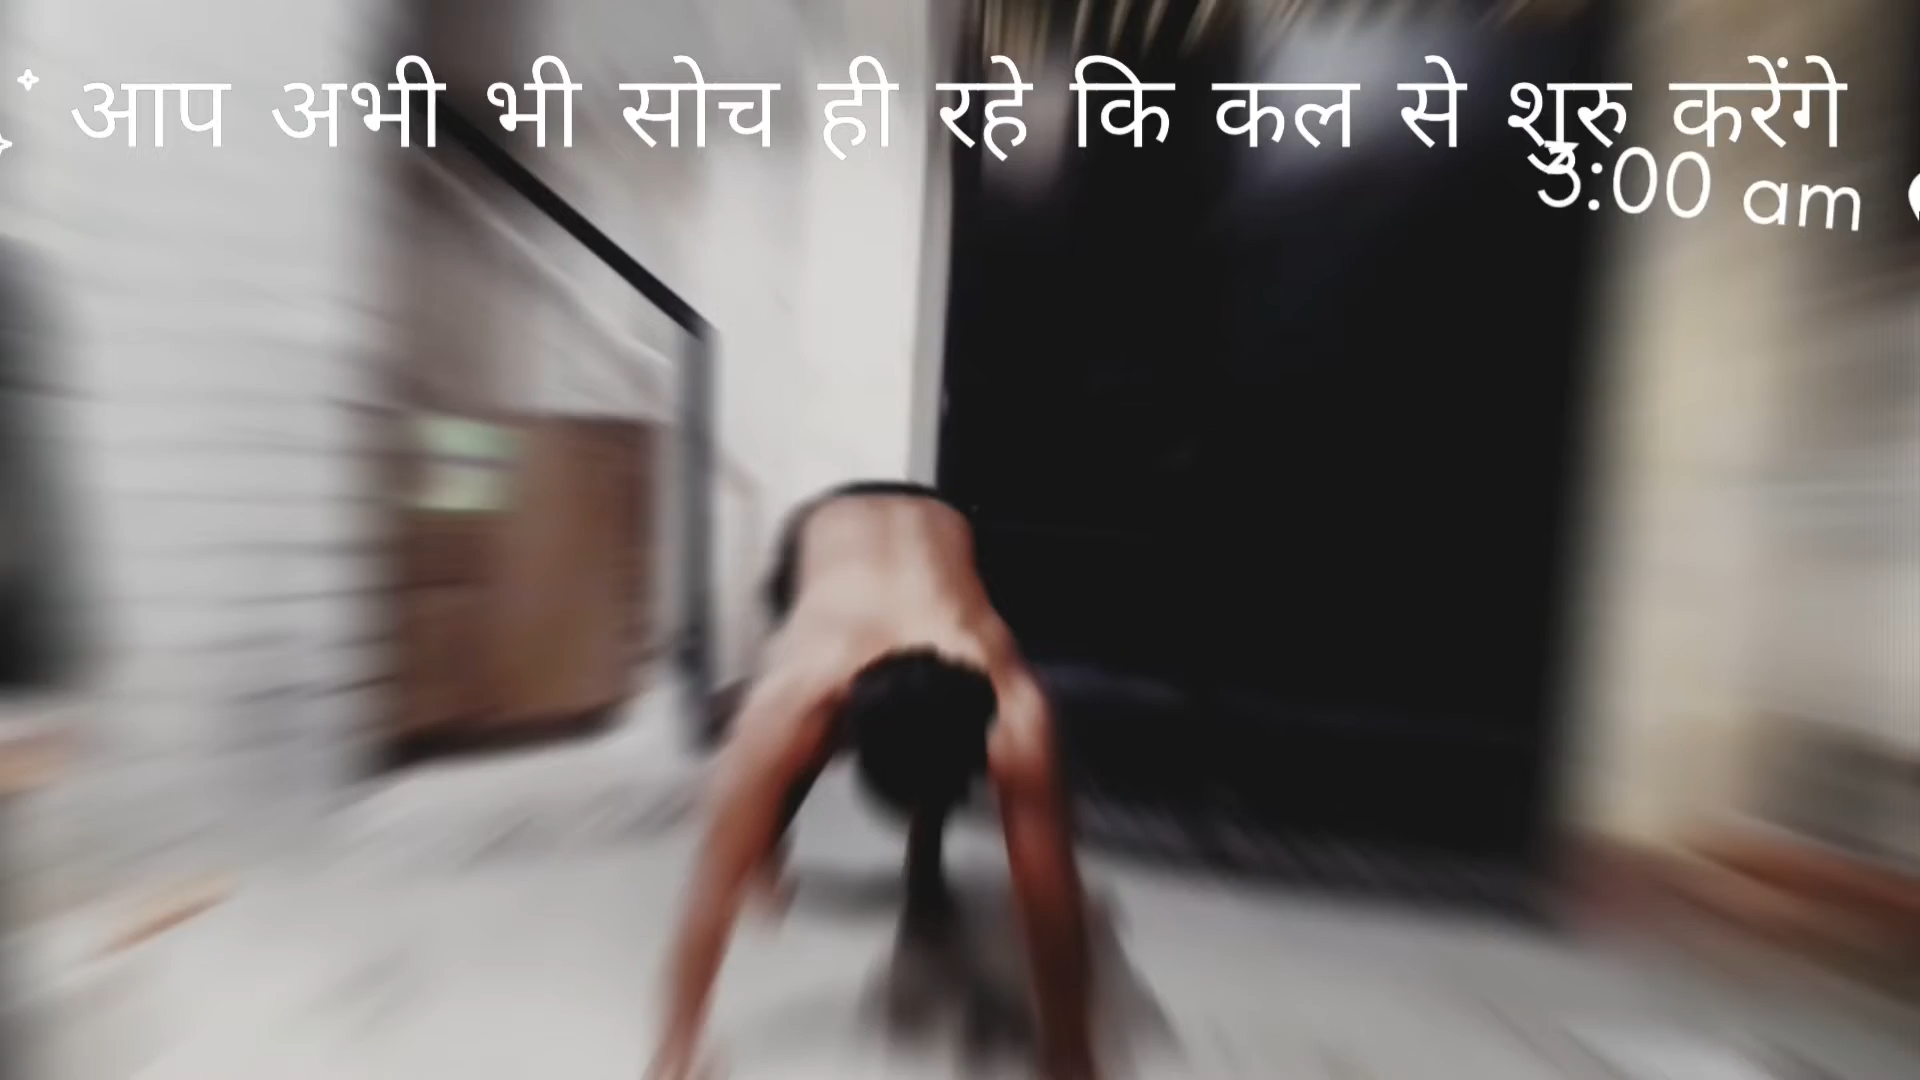 आप अभी भी सोच ही रहे कि कल से शुरु करेंगे
3:00 am